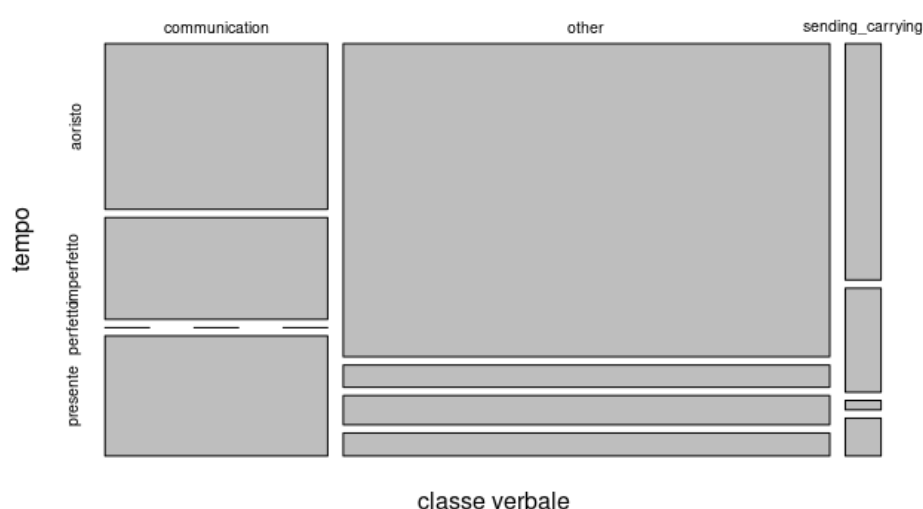 communication other sending_carrying
aoristo
imperfetto
perfetto
presente
tempo
classe verbale